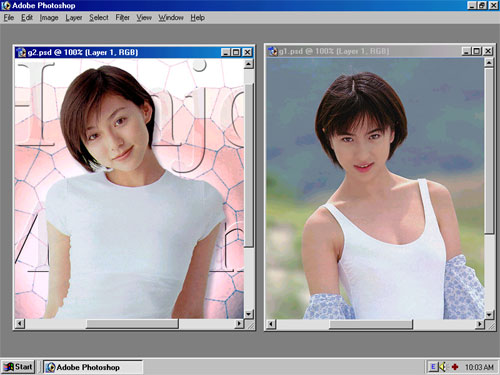 Adobe Photoshop
File Edit Image Layer Select Filter View Window Help
g2.psd @ 100% (Layer 1, RGB)
g1.psd @ 100% (Layer 1, RGB)
Start
Adobe Photoshop
E
10:03 AM